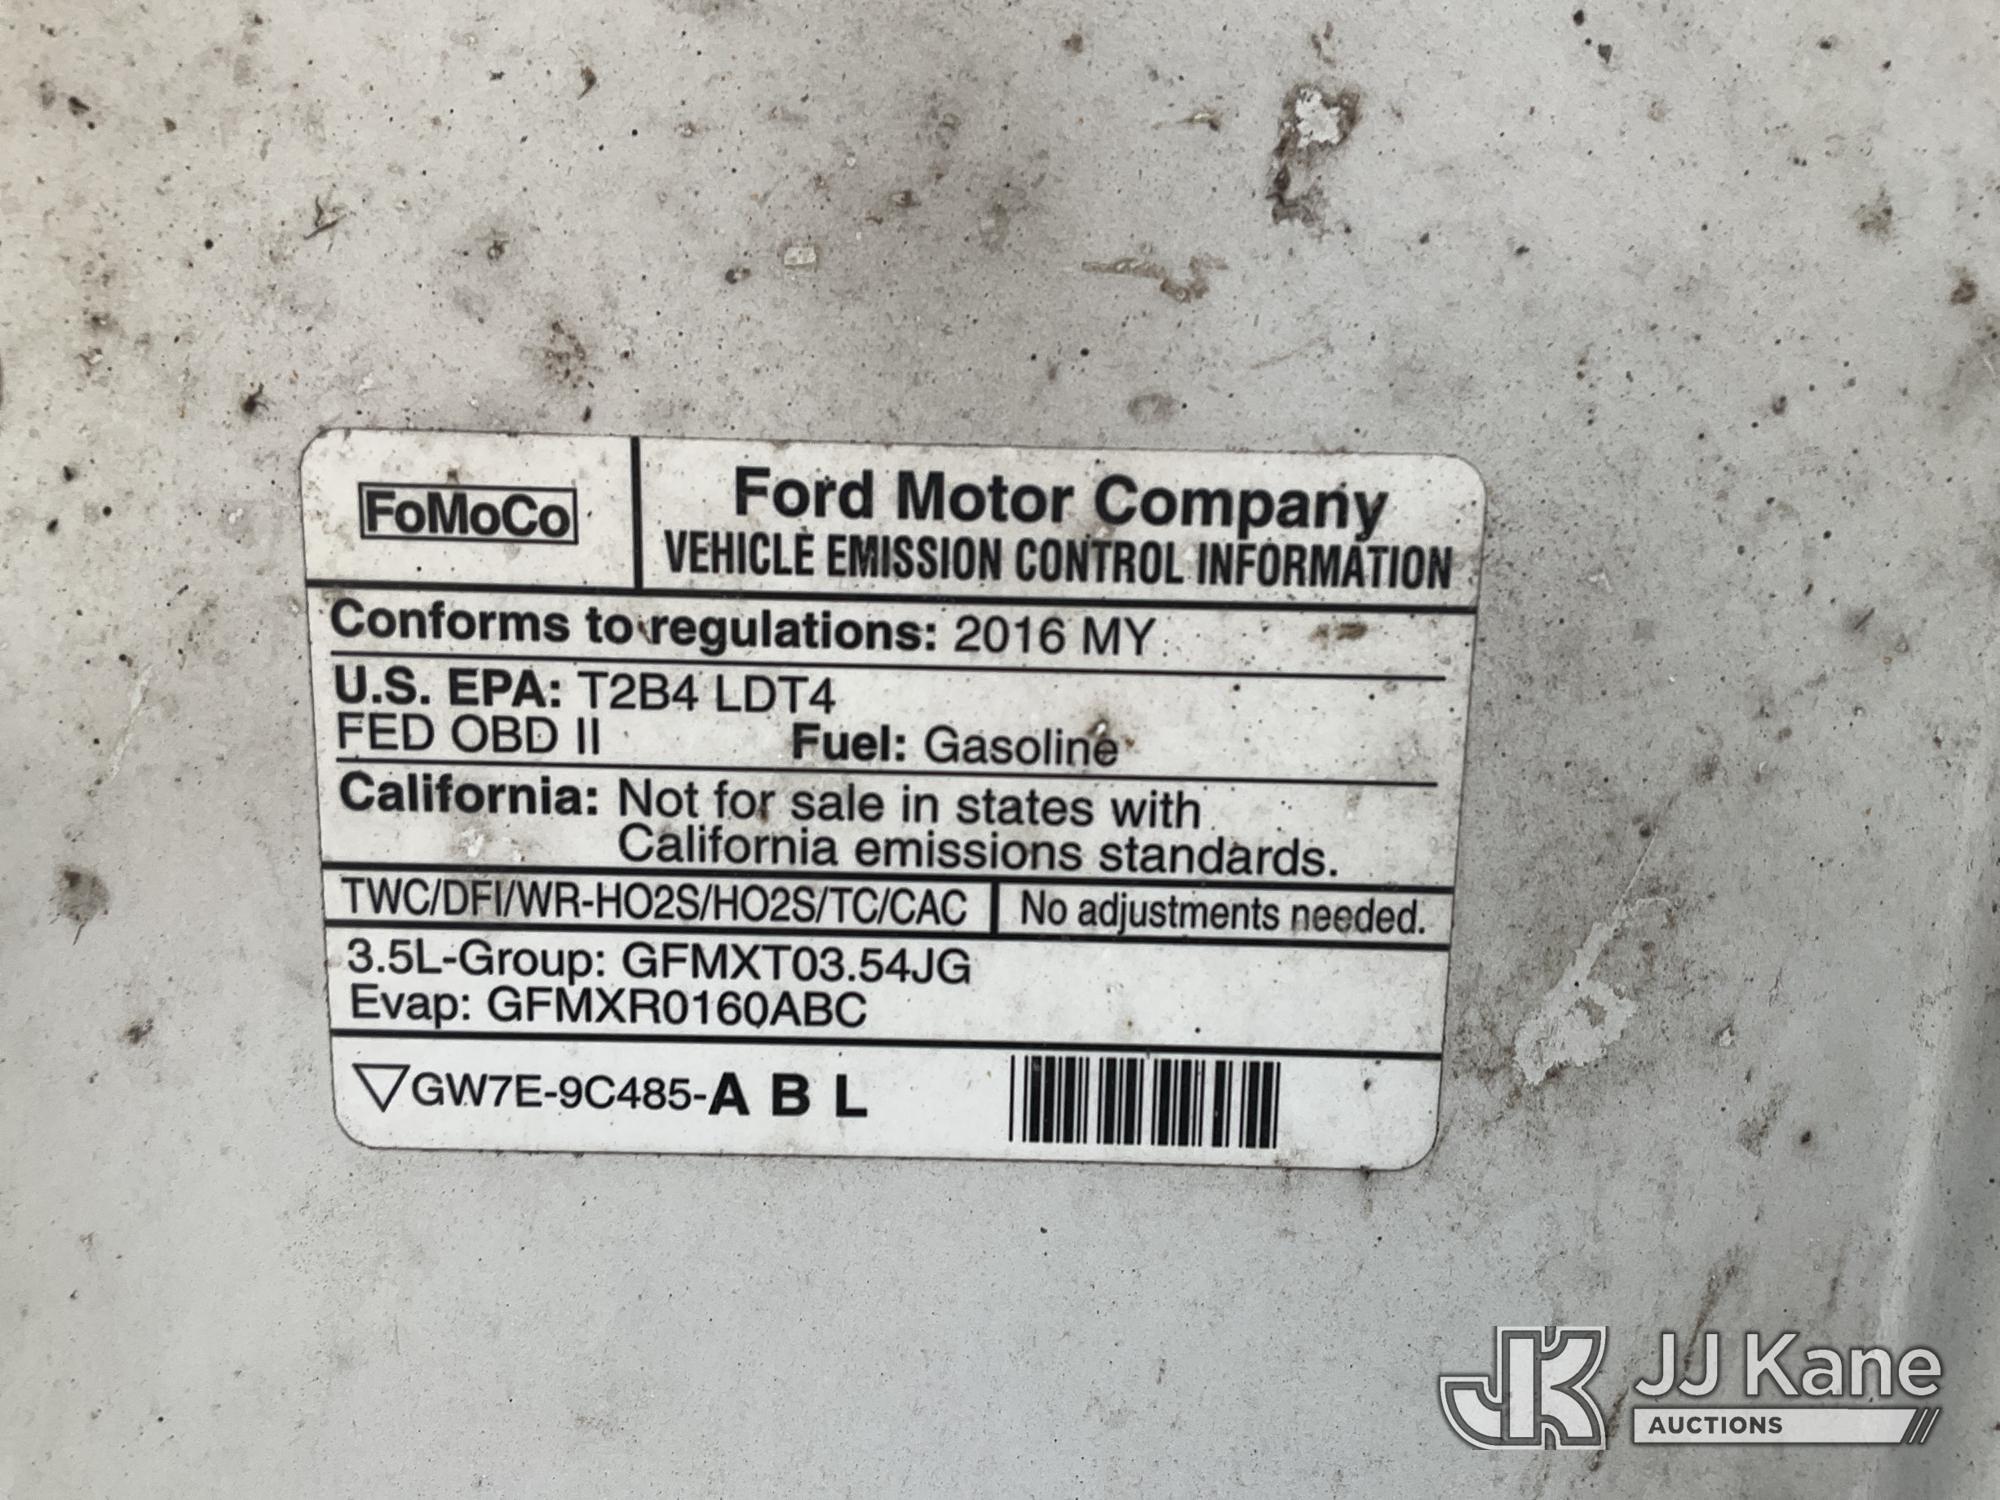 FoMoCo
Ford Motor Company
VEHICLE EMISSION CONTROL INFORMATION
Conforms to regulations: 2016 MY
U.S. EPA: T2B4 LDT4
FED OBD II Fuel: Gasoline
California: Not for sale in states with
California emissions standards.
TWC/DFI/WR-HO2S/HO2S/TC/CAC No adjustments needed.
3.5L-Group: GFMXT03.54JG
Evap: GFMXR0160ABC
▽GW7E-9C485-A B L
JK JJ Kane
AUCTIONS